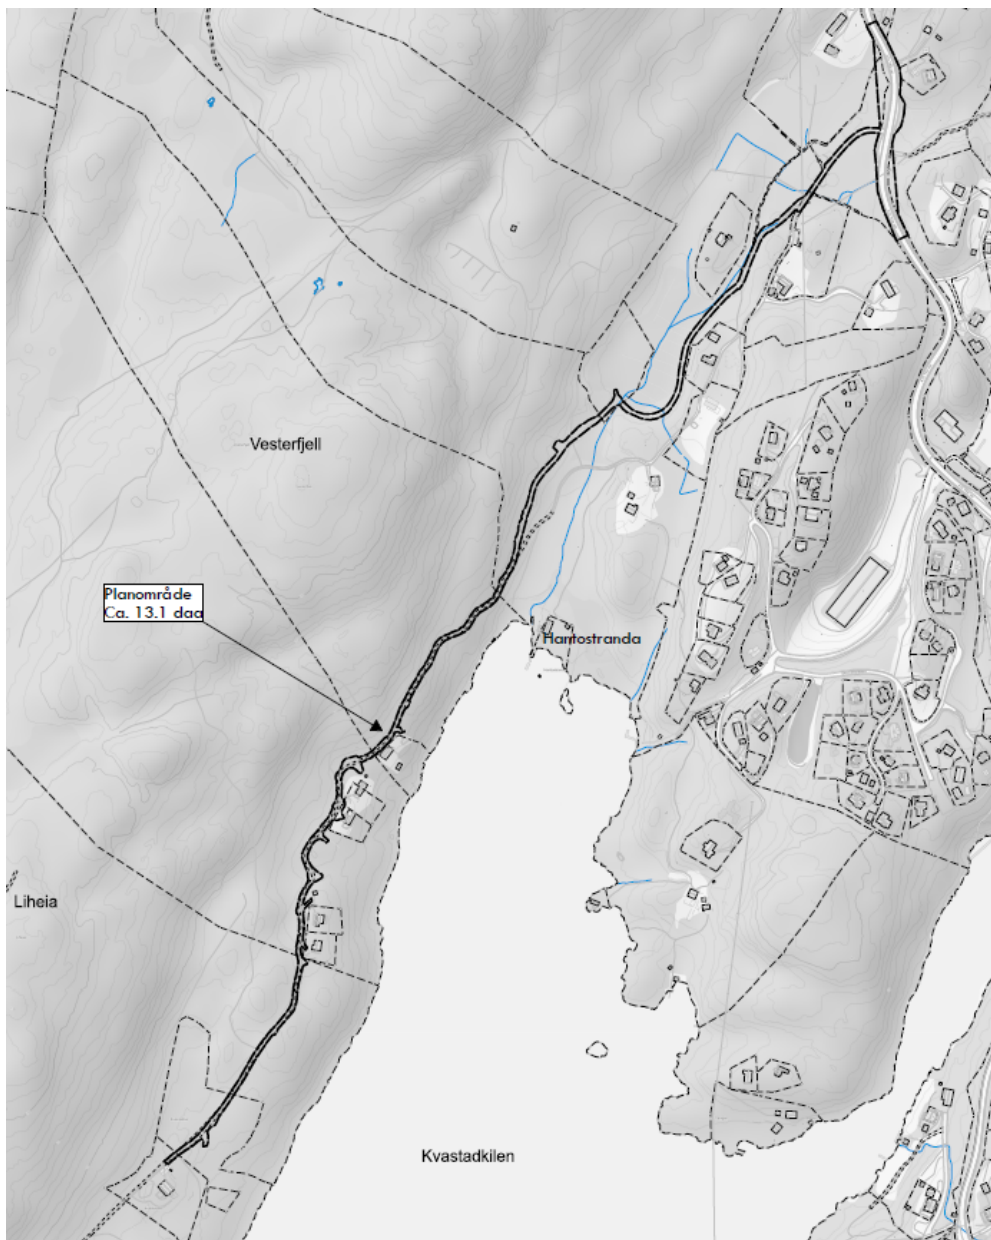 Vesterfjell
Planområde
Ca. 13.1 daa
Hantostranda
Liheia
Kvastadkilen